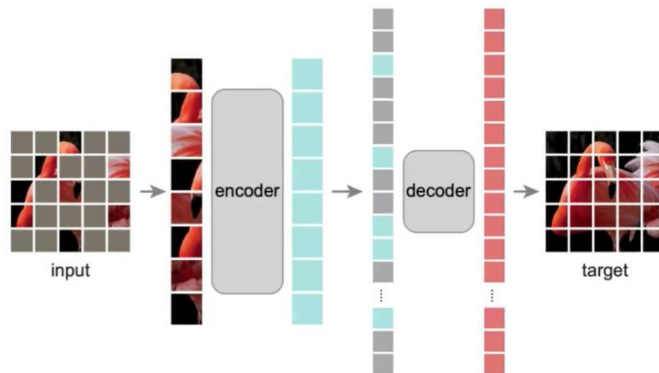 encoder
decoder
input
target